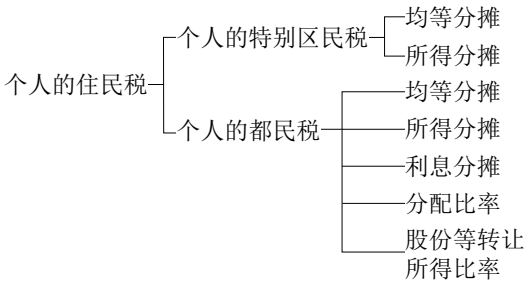 个人的住民税
个人的特别区民税
均等分摊
所得分摊
个人的都民税
均等分摊
所得分摊
利息分摊
分配比率
股份等转让
所得比率